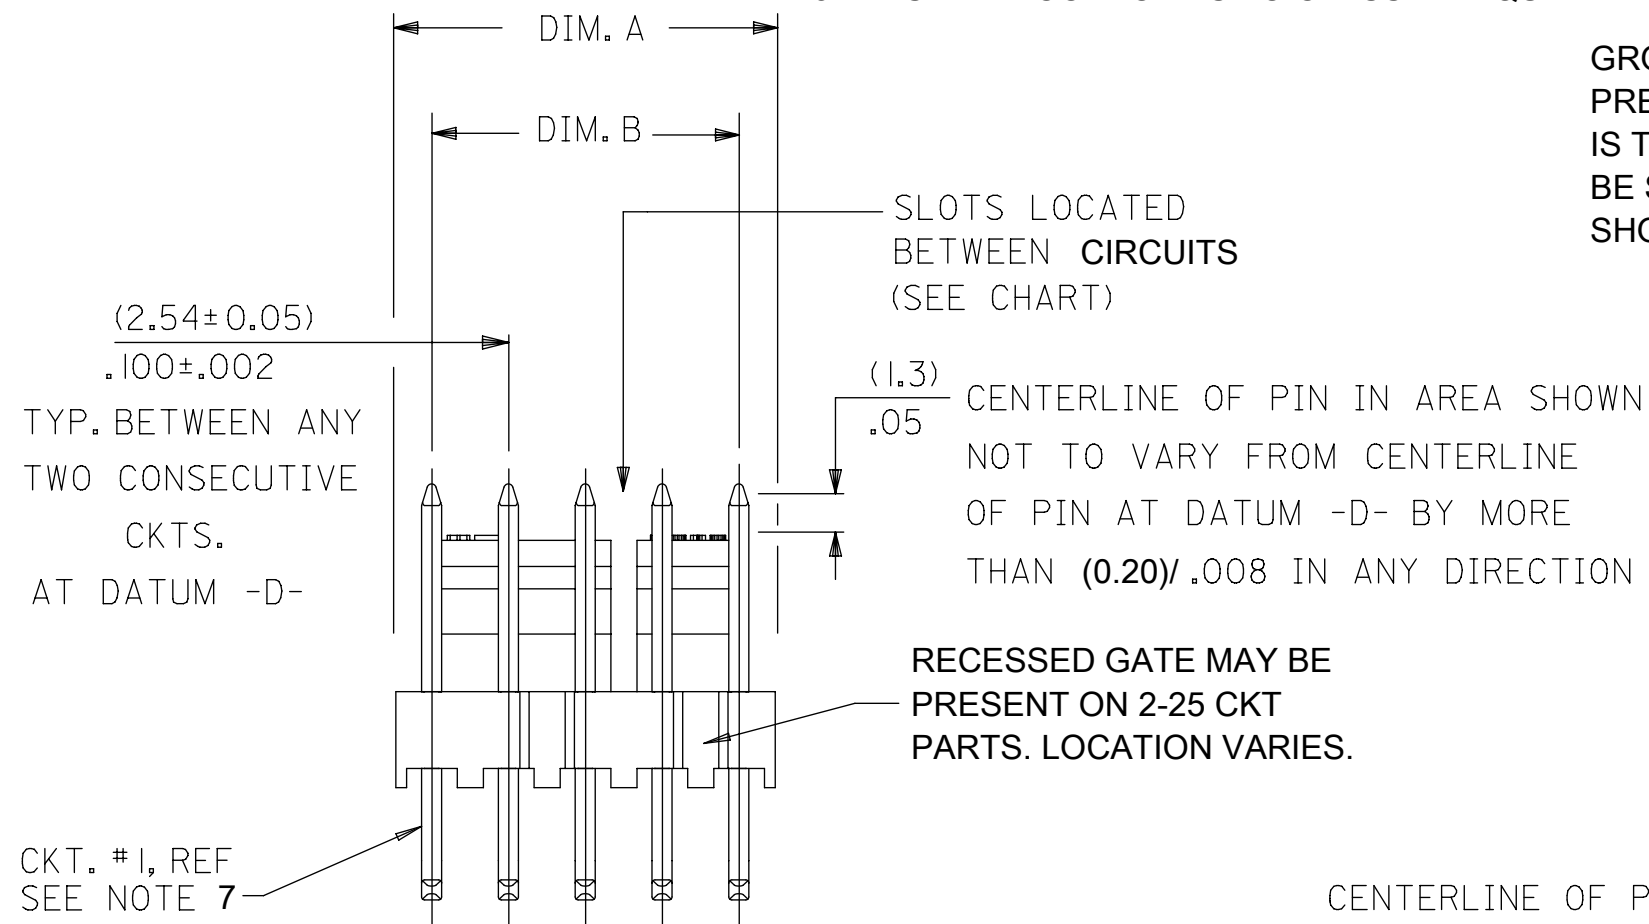 DIM. A
DIM. B
SLOTS LOCATED
BETWEEN CIRCUITS
(SEE CHART)
(2.54±0.05)
.100±.002
TYP. BETWEEN ANY
TWO CONSECUTIVE
CKTS.
AT DATUM -D-
(1.3)
.05
CENTERLINE OF PIN IN AREA SHOWN
NOT TO VARY FROM CENTERLINE
OF PIN AT DATUM -D- BY MORE
THAN (0.20)/ .008 IN ANY DIRECTION
RECESSED GATE MAY BE
PRESENT ON 2-25 CKT
PARTS. LOCATION VARIES.
CKT. #1, REF
SEE NOTE 7
CENTERLINE OF
IS
BE